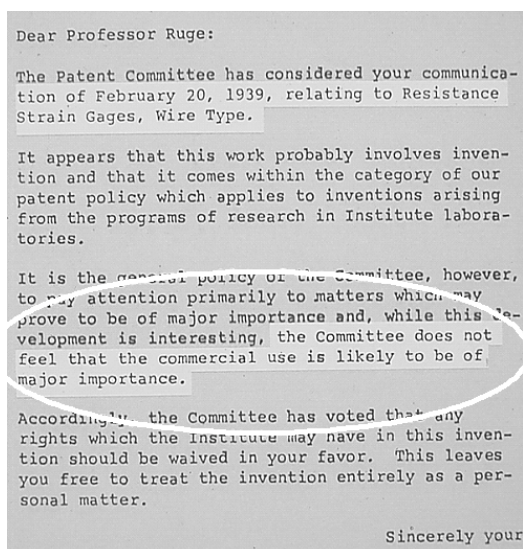 Dear Professor Ruge:
The Patent Committee has considered your communica-
tion of February 20, 1939, relating to Resistance
Strain Gages, Wire Type.
It appears that this work probably involves inven-
tion and that it comes within the category of our
patent policy which applies to inventions arising
from the programs of research in Institute labora-
tories.
It is the general policy of the Committee, however,
to pay attention primarily to matters which may
prove to be of major importance and, while this de-
velopment is interesting, the Committee does not
feel that the commercial use is likely to be of
major importance.
Accordingly, the Committee has voted that any
rights which the Institute may have in this inven-
tion should be waived in your favor. This leaves
you free to treat the invention entirely as a per-
sonal matter.
Sincerely your